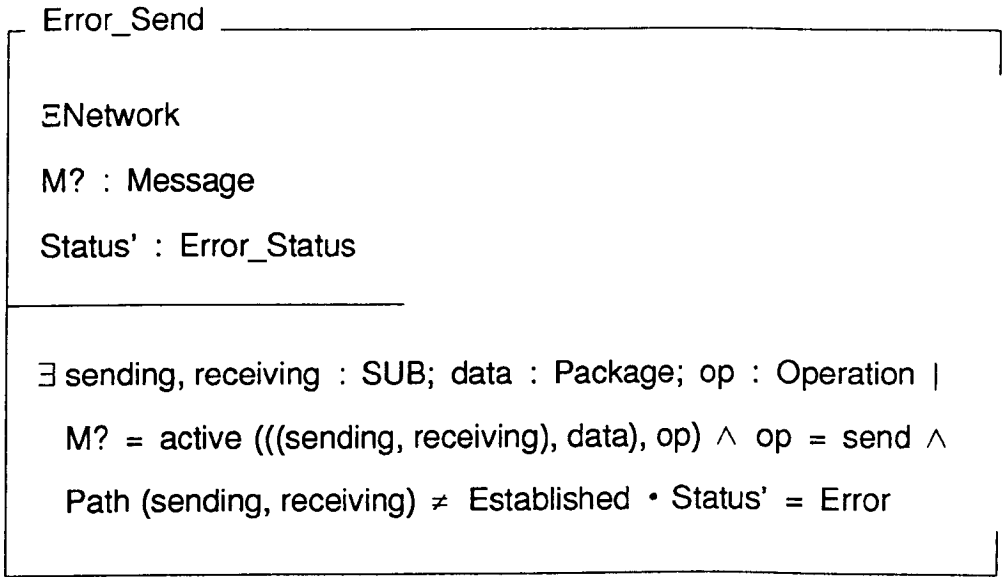 Error_Send
ΞNetwork
M? : Message
Status' : Error_Status
∃ sending, receiving : SUB; data : Package; op : Operation |
M? = active (((sending, receiving), data), op) ∧ op = send ∧
Path (sending, receiving) ≠ Established • Status' = Error